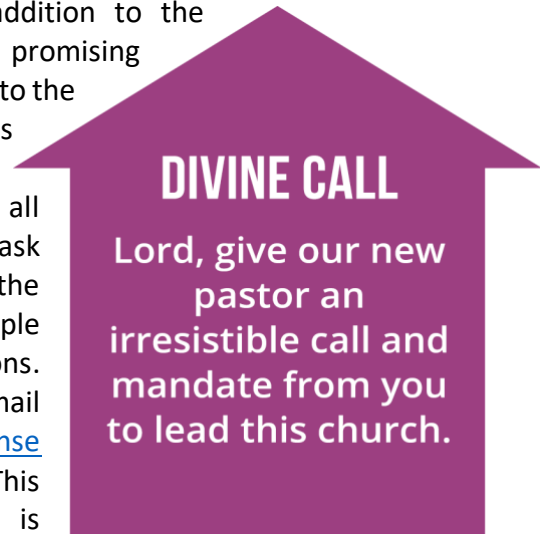 addition to the
promising
to the
s
all
ask
the
ple
ons.
nail
nse
This
is
DIVINE CALL
Lord, give our new
pastor an
irresistible call and
mandate from you
to lead this church.